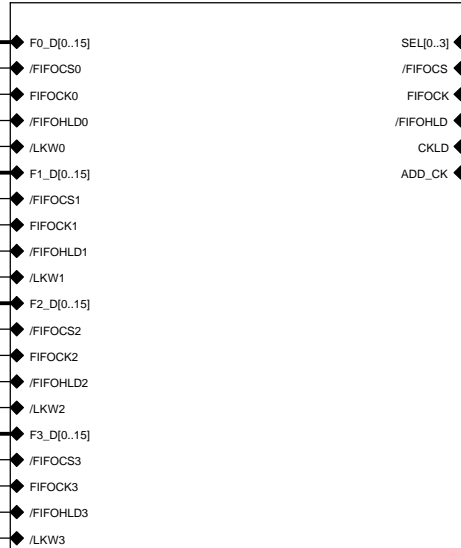 F0_D[0..15]
/FIFOCS0
FIFOCK0
/FIFOHLD0
/LKW0
F1_D[0..15]
/FIFOCS1
FIFOCK1
/FIFOHLD1
/LKW1
F2_D[0..15]
/FIFOCS2
FIFOCK2
/FIFOHLD2
/LKW2
F3_D[0..15]
/FIFOCS3
FIFOCK3
/FIFOHLD3
/LKW3
SEL[0..3]
/FIFOCS
FIFOCK
/FIFOHLD
CKLD
ADD_CK